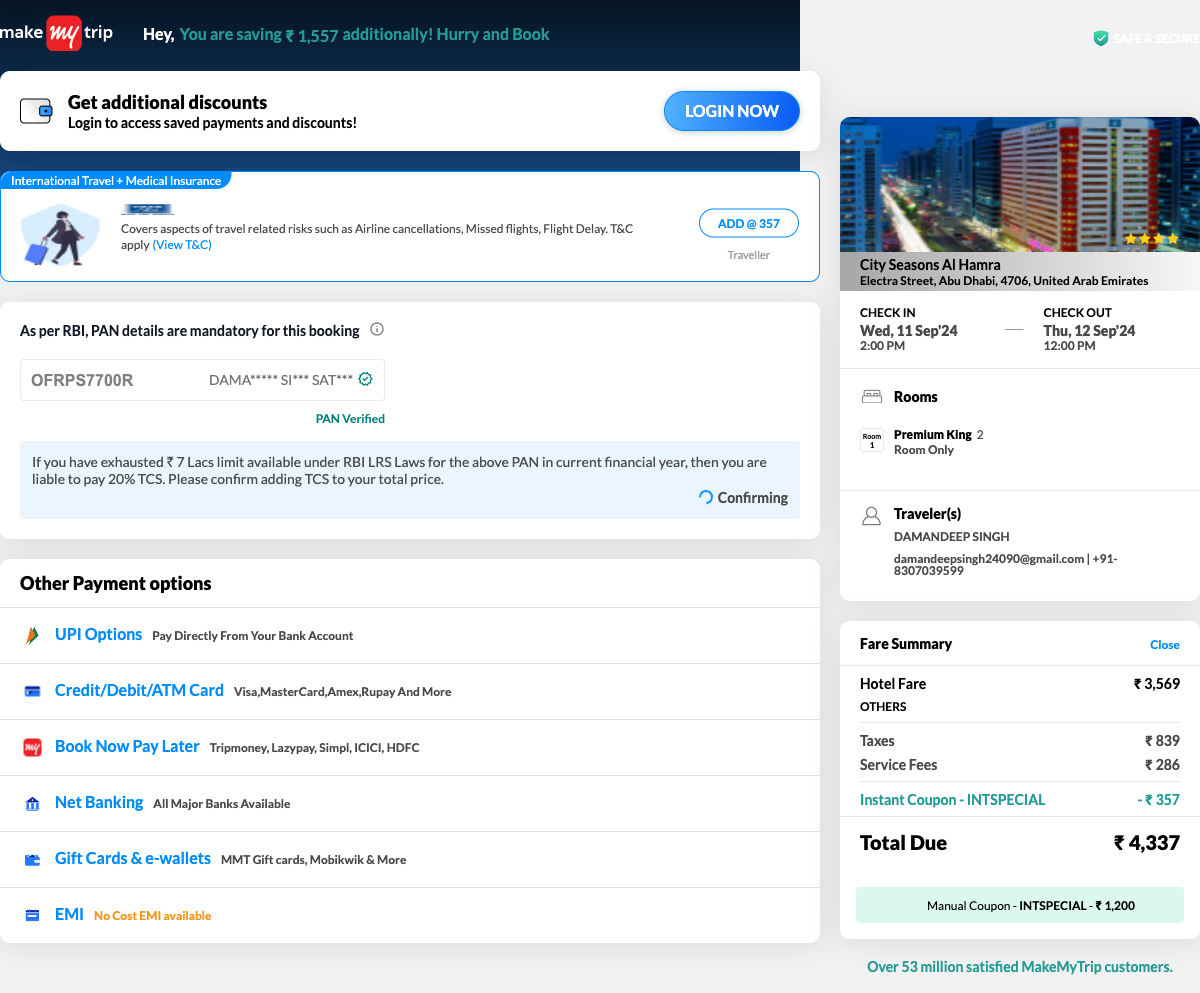 make my trip
Hey, You are saving ₹ 1,557 additionally! Hurry and Book
SAFE & SECURE
Get additional discounts
Login to access saved payments and discounts!
LOGIN NOW
International Travel + Medical Insurance
Covers aspects of travel related risks such as Airline cancellations, Missed flights, Flight Delay. T&C
apply (View T&C)
ADD @ 357
Traveller
As per RBI, PAN details are mandatory for this booking
OFRPS7700R DAMA***** SI*** SAT***
PAN Verified
If you have exhausted ₹ 7 Lacs limit available under RBI LRS Laws for the above PAN in current financial year, then you are
liable to pay 20% TCS. Please confirm adding TCS to your total price.
Confirming
Other Payment options
UPI Options Pay Directly From Your Bank Account
Credit/Debit/ATM Card Visa,MasterCard,Amex,Rupay And More
my Book Now Pay Later Tripmoney, Lazypay, Simpl, ICICI, HDFC
Net Banking All Major Banks Available
Gift Cards & e-wallets MMT Gift cards, Mobikwik & More
EMI No Cost EMI available
City Seasons Al Hamra
Electra Street, Abu Dhabi, 4706, United Arab Emirates
CHECK IN
Wed, 11 Sep'24
2:00 PM
CHECK OUT
Thu, 12 Sep'24
12:00 PM
Rooms
Room
1
Premium King 2
Room Only
Traveler(s)
DAMANDEEP SINGH
damandeepsingh24090@gmail.com | +91-
8307039599
Fare Summary Close
Hotel Fare ₹ 3,569
OTHERS
Taxes ₹ 839
Service Fees ₹ 286
Instant Coupon - INTSPECIAL - ₹ 357
Total Due ₹ 4,337
Manual Coupon - INTSPECIAL - ₹ 1,200
Over 53 million satisfied MakeMyTrip customers.